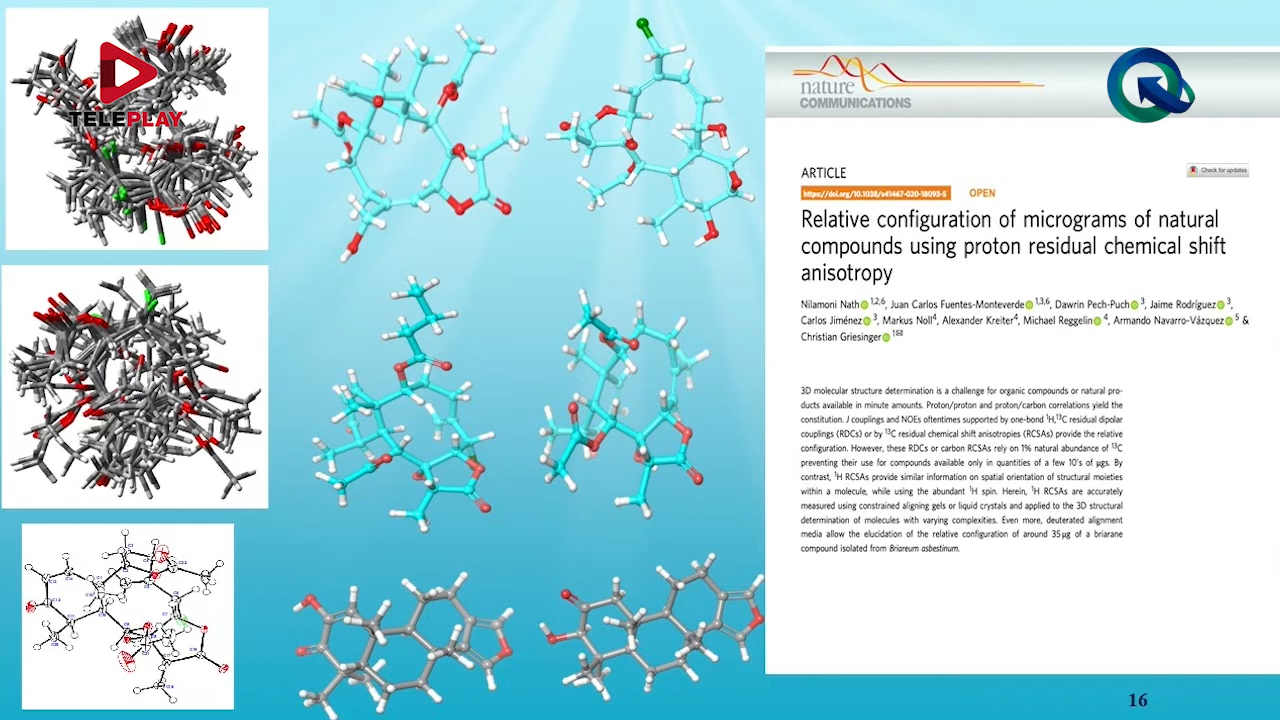 TELEPLAY
nature
COMMUNICATIONS
ARTICLE
Check for updates
https://doi.org/10.1038/s41467-020-18093-5
OPEN
Relative configuration of micrograms of natural
compounds using proton residual chemical shift
anisotropy
Nilamoni Nath 1,2,6, Juan Carlos Fuentes-Monteverde 1,3,6, Dawrin Pech-Puch 3, Jaime Rodríguez 3,
Carlos Jiménez 3, Markus Noll4, Alexander Kreiter4, Michael Reggelin 4, Armando Navarro-Vázquez 5 &
Christian Griesinger 1✉
3D molecular structure determination is a challenge for organic compounds or natural pro-
ducts available in minute amounts. Proton/proton and proton/carbon correlations yield the
constitution. J couplings and NOEs oftentimes supported by one-bond 1H,13C residual dipolar
couplings (RDCs) or by 13C residual chemical shift anisotropies (RCSAs) provide the relative
configuration. However, these RDCs or carbon RCSAs rely on 1% natural abundance of 13C
preventing their use for compounds available only in quantities of a few 10's of µgs. By
contrast, 1H RCSAs provide similar information on spatial orientation of structural moieties
within a molecule, while using the abundant 1H spin. Herein, 1H RCSAs are accurately
measured using constrained aligning gels or liquid crystals and applied to the 3D structural
determination of molecules with varying complexities. Even more, deuterated alignment
media allow the elucidation of the relative configuration of around 35 µg of a briarane
compound isolated from Briareum asbestinum.
16